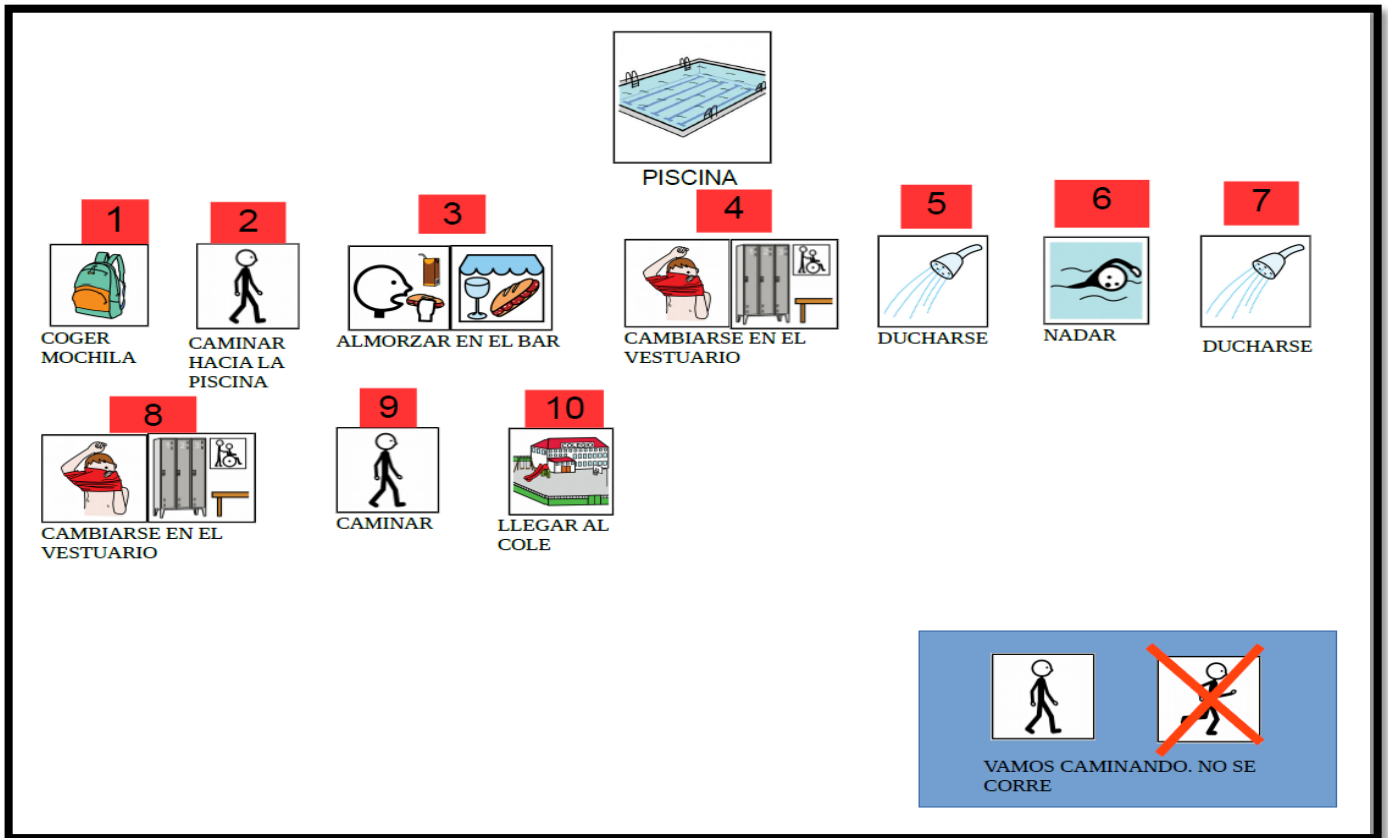 PISCINA
1
2
3
4
5
6
7
COGER
MOCHILA
CAMINAR
HACIA LA
PISCINA
ALMORZAR EN EL BAR
CAMBIARSE EN EL
VESTUARIO
DUCHARSE
NADAR
DUCHARSE
8
9
10
COLEGIO
CAMBIARSE EN EL
VESTUARIO
CAMINAR
LLEGAR AL
COLE
VAMOS CAMINANDO. NO SE
CORRE